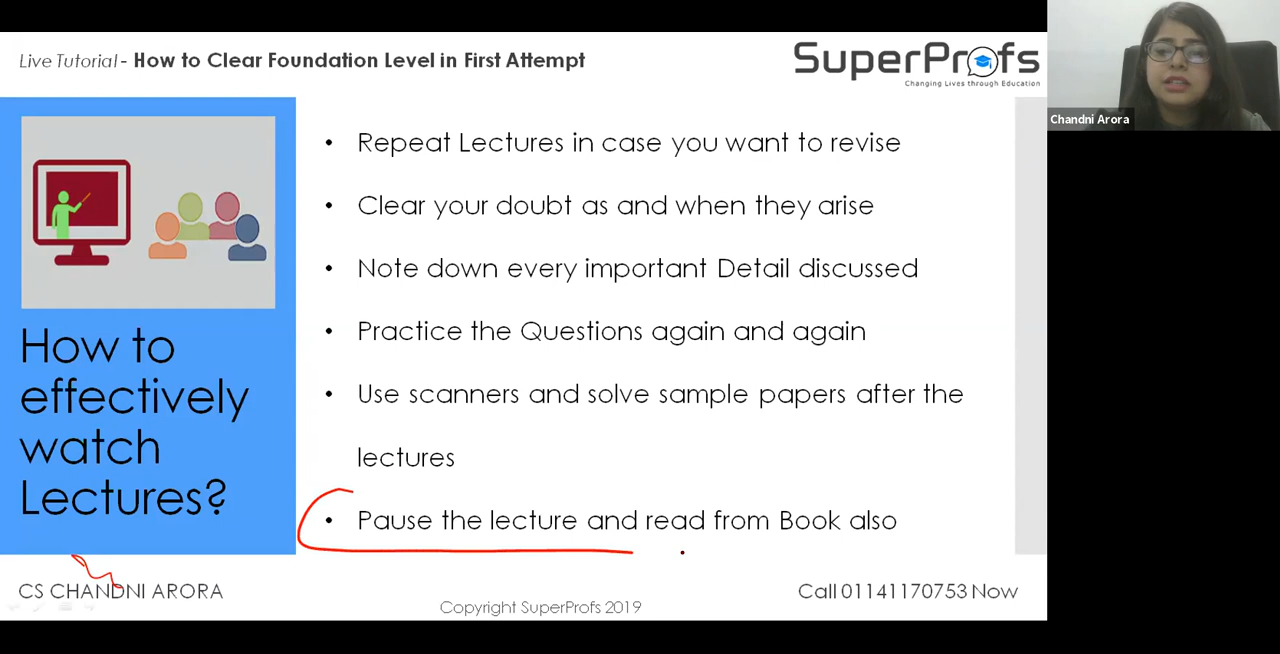 Live Tutorial - How to Clear Foundation Level in First Attempt
SuperProfs
Changing Lives through Education
Chandni Arora
How to
effectively
watch
Lectures?
• Repeat Lectures in case you want to revise
• Clear your doubt as and when they arise
• Note down every important Detail discussed
• Practice the Questions again and again
• Use scanners and solve sample papers after the
lectures
• Pause the lecture and read from Book also
CS CHANDNI ARORA
Copyright SuperProfs 2019
Call 01141170753 Now